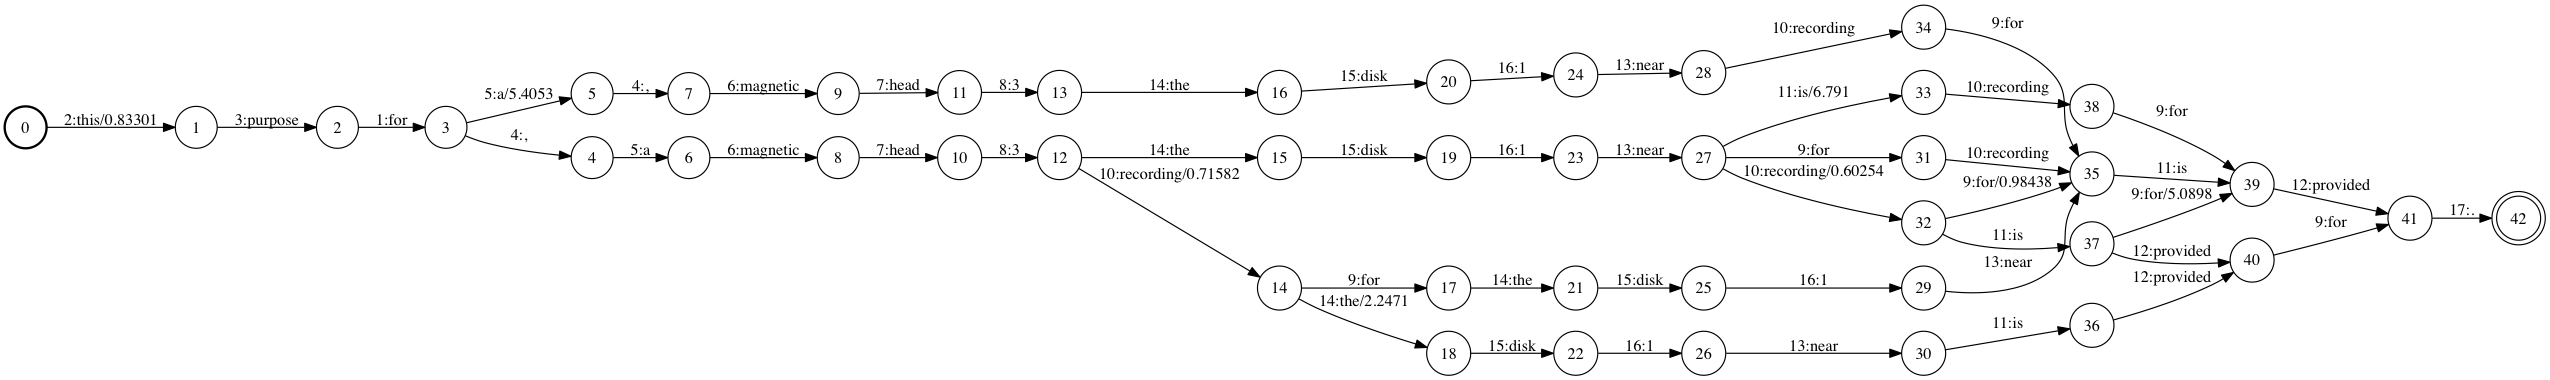 34
9:for
10:recording
5 4:, 7 6:magnetic 9 7:head 11 8:3 13 14:the 16 15:disk 20 16:1 24 13:near 28
5:a/5.4053
11:is/6.791 33 10:recording 38 9:for
0 2:this/0.83301 1 3:purpose 2 1:for 3
4:,
4 5:a 6 6:magnetic 8 7:head 10 8:3 12 14:the 15 15:disk 19 16:1 23 13:near 27 9:for 31 10:recording 35 11:is 39 12:provided
10:recording/0.71582 10:recording/0.60254 9:for/0.98438 9:for/5.0898
32 11:is 37 9:for 41 17:. 42
13:near 12:provided 40
14 9:for 17 14:the 21 15:disk 25 16:1 29 12:provided
14:the/2.2471
18 15:disk 22 16:1 26 13:near 30 11:is 36